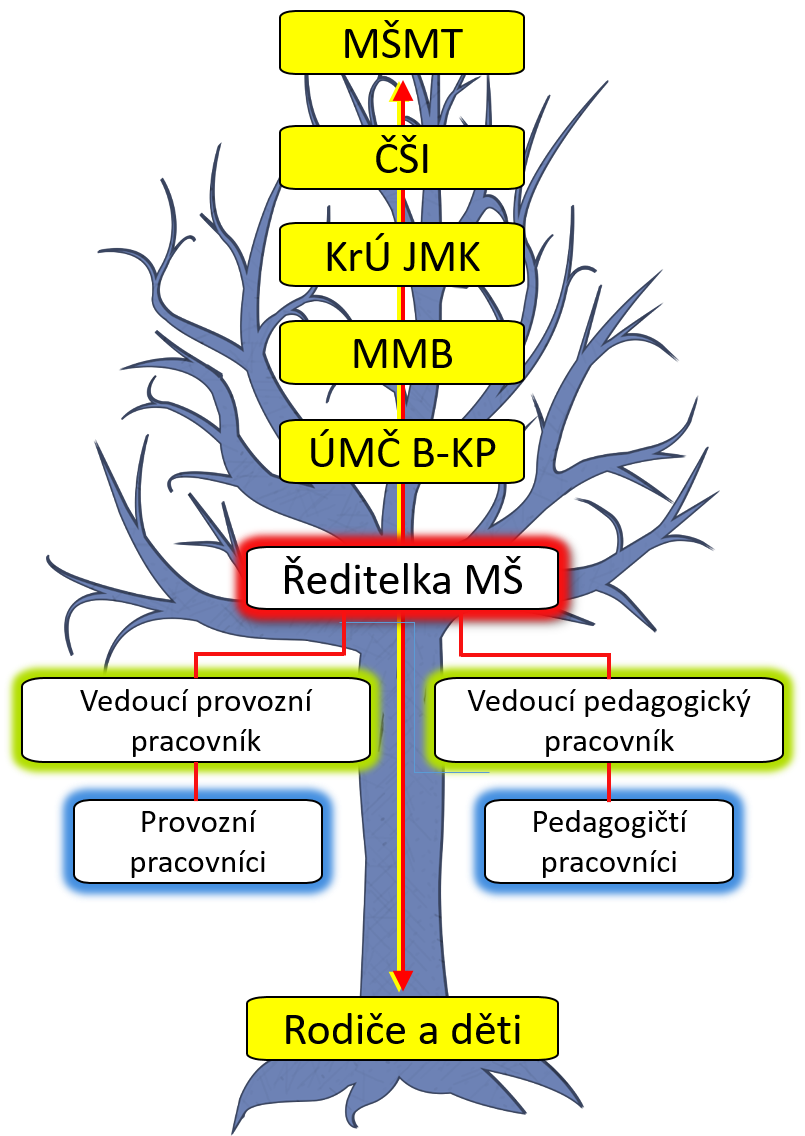 MŠMT
ČŠI
KrÚ JMK
MMB
ÚMČ B-KP
Ředitelka MŠ
Vedoucí provozní
pracovník
Vedoucí pedagogický
pracovník
Provozní
pracovníci
Pedagogičtí
pracovníci
Rodiče a děti